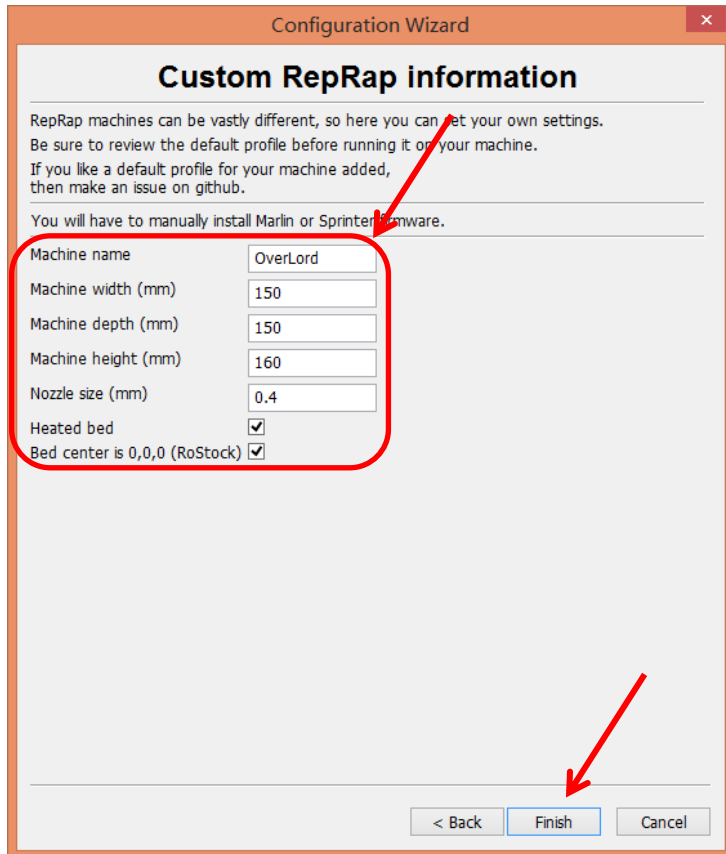 Configuration Wizard
Custom RepRap information
RepRap machines can be vastly different, so here you can set your own settings.
Be sure to review the default profile before running it on your machine.
If you like a default profile for your machine added,
then make an issue on github.
You will have to manually install Marlin or Sprinter firmware.
Machine name OverLord
Machine width (mm) 150
Machine depth (mm) 150
Machine height (mm) 160
Nozzle size (mm) 0.4
Heated bed
Bed center is 0,0,0 (RoStock)
< Back Finish Cancel